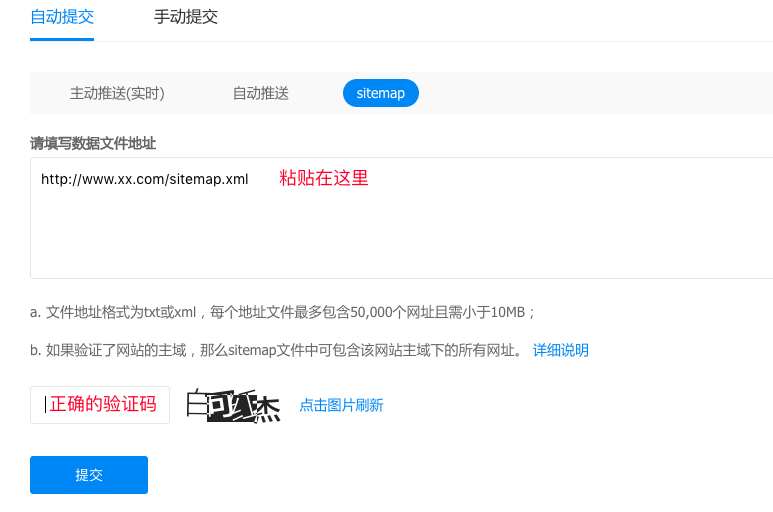 自动提交 手动提交
主动推送(实时) 自动推送 sitemap
请填写数据文件地址
http://www.xx.com/sitemap.xml 粘贴在这里
a. 文件地址格式为txt或xml，每个地址文件最多包含50,000个网址且需小于10MB；
b. 如果验证了网站的主域，那么sitemap文件中可包含该网站主域下的所有网址。 详细说明
正确的验证码 点击图片刷新
提交